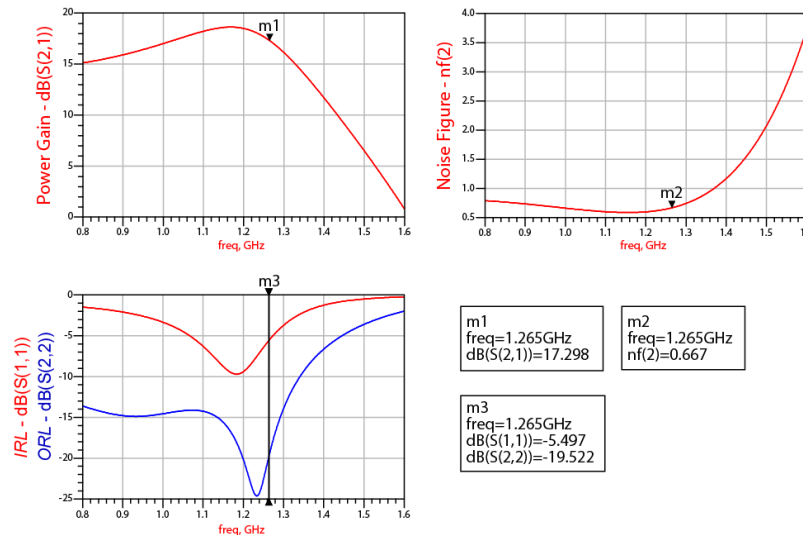 Power Gain - dB(S(2,1))
20
15
10
5
0
m1
0.8 0.9 1.0 1.1 1.2 1.3 1.4 1.5 1.6
freq, GHz
Noise Figure - nf(2)
4.0
3.5
3.0
2.5
2.0
1.5
1.0
0.5
m2
0.8 0.9 1.0 1.1 1.2 1.3 1.4 1.5 1.6
freq, GHz
IRL - dB(S(1,1))
ORL - dB(S(2,2))
0
-5
-10
-15
-20
-25
m3
0.8 0.9 1.0 1.1 1.2 1.3 1.4 1.5 1.6
freq, GHz
m1
freq=1.265GHz
dB(S(2,1))=17.298
m2
freq=1.265GHz
nf(2)=0.667
m3
freq=1.265GHz
dB(S(1,1))=-5.497
dB(S(2,2))=-19.522